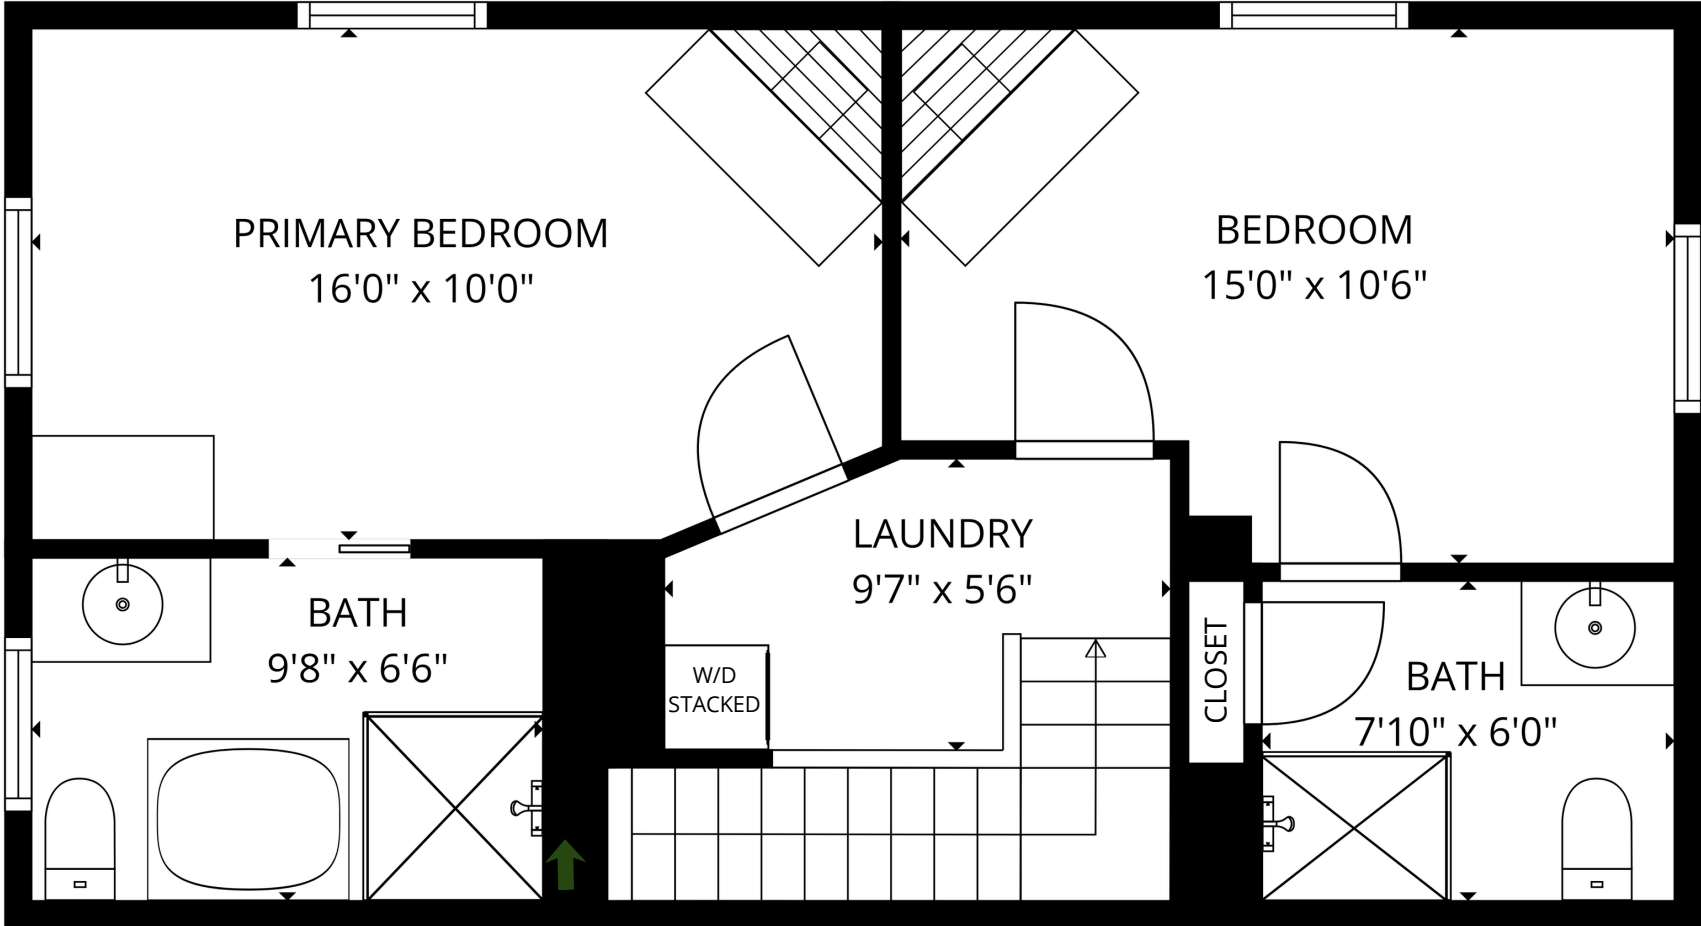 PRIMARY BEDROOM
16'0" x 10'0"
BEDROOM
15'0" x 10'6"
LAUNDRY
9'7" x 5'6"
BATH
9'8" x 6'6"
W/D
STACKED
CLOSET
BATH
7'10" x 6'0"